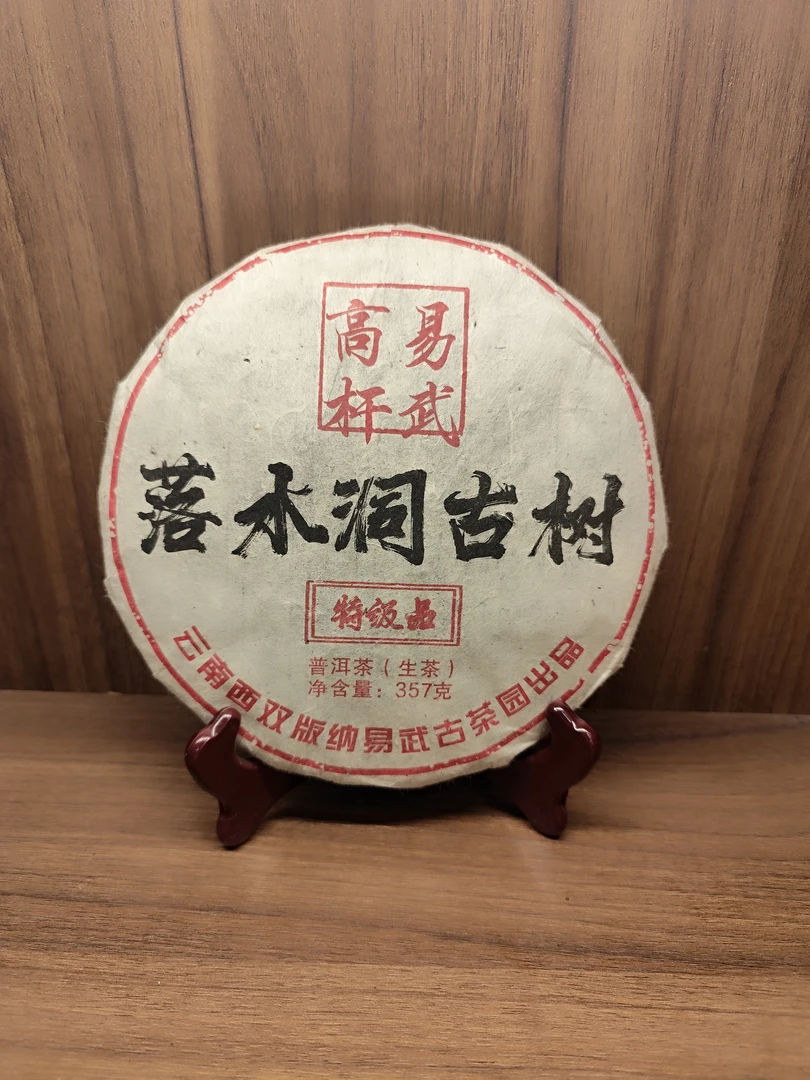 易武
高杆
落水洞古树
特级品
普洱茶（生茶）
净含量：357克
云南西双版纳易武古茶园出品